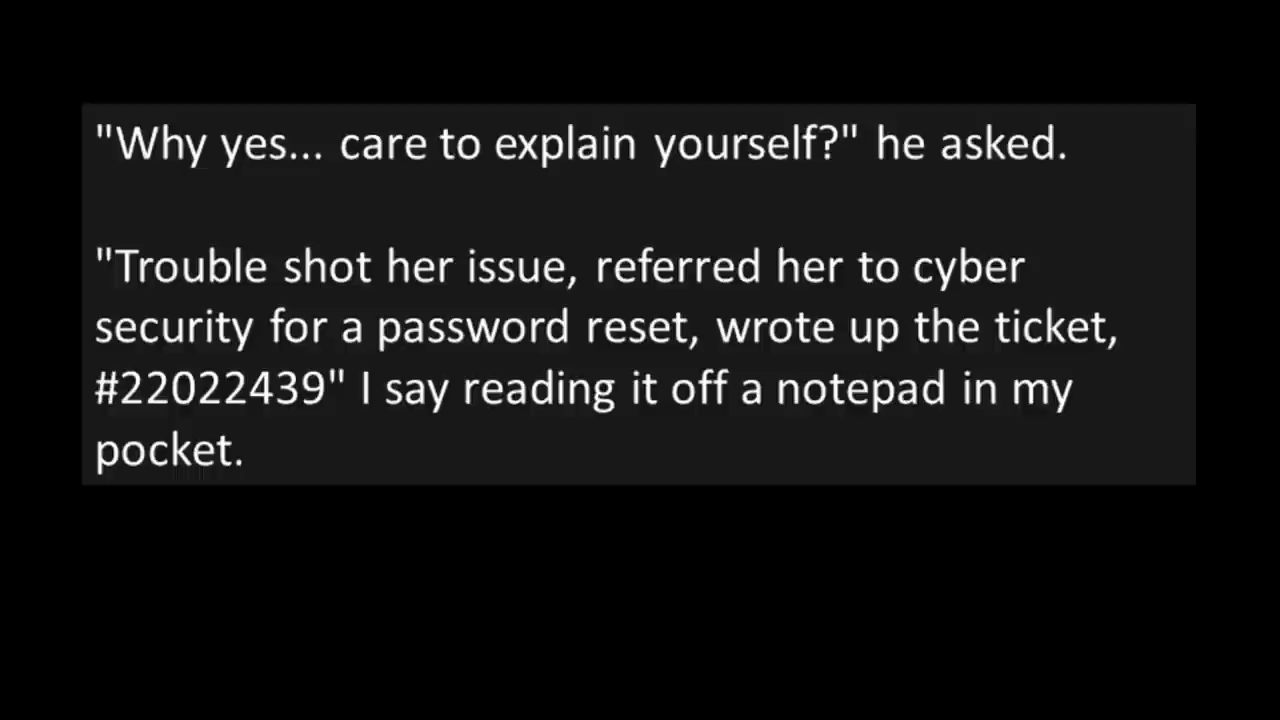 "Why yes... care to explain yourself?" he asked.
"Trouble shot her issue, referred her to cyber
security for a password reset, wrote up the ticket,
#22022439" I say reading it off a notepad in my
pocket.